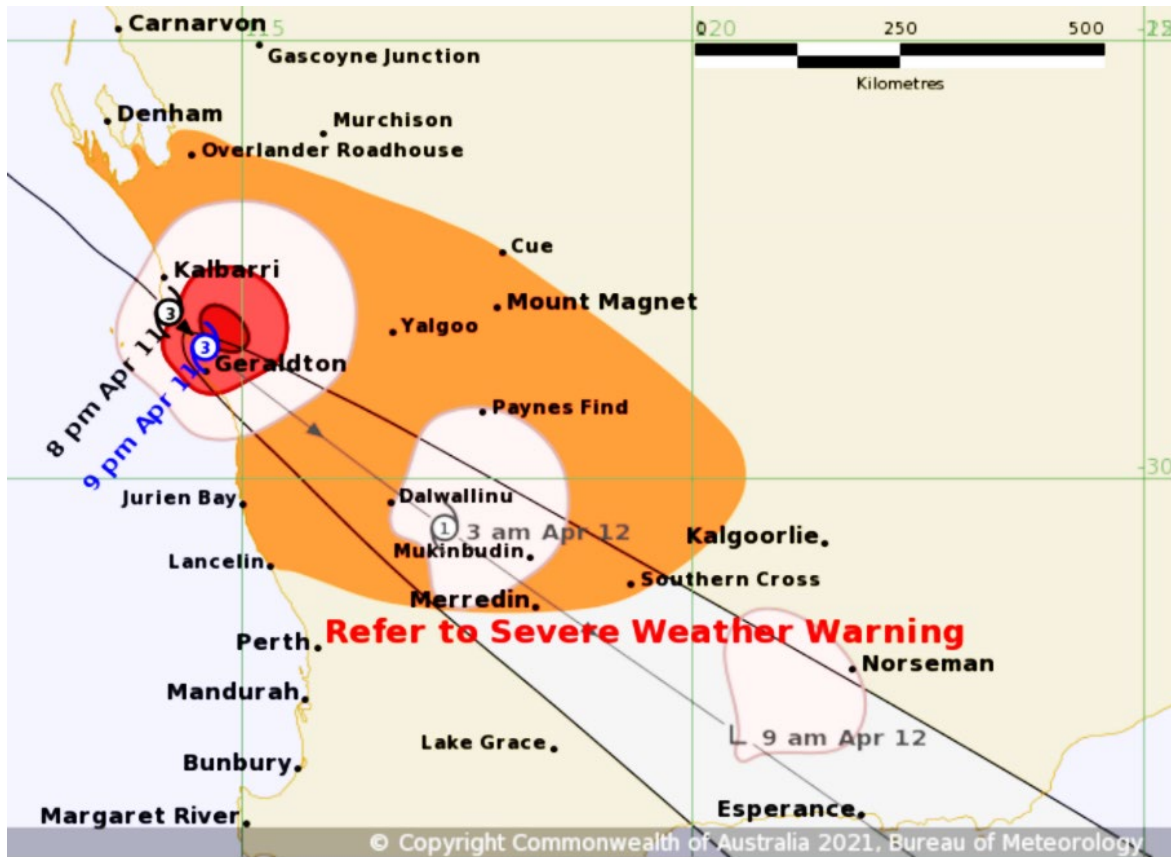 Carnarvon
115
120
0
250
500
Kilometres
Gascoyne Junction
Denham
Murchison
Overlander Roadhouse
Cue
Kalbarri
Mount Magnet
3
Yalgoo
3
Geraldton
8 pm Apr 11
9 pm Apr 11
Paynes Find
-30
Jurien Bay
Dalwallinu
1
3 am Apr 12
Kalgoorlie
Mukinbudin
Lancelin
Southern Cross
Merredin
Refer to Severe Weather Warning
Perth
Norseman
Mandurah
L
9 am Apr 12
Lake Grace
Bunbury
Esperance
Margaret River
© Copyright Commonwealth of Australia 2021, Bureau of Meteorology